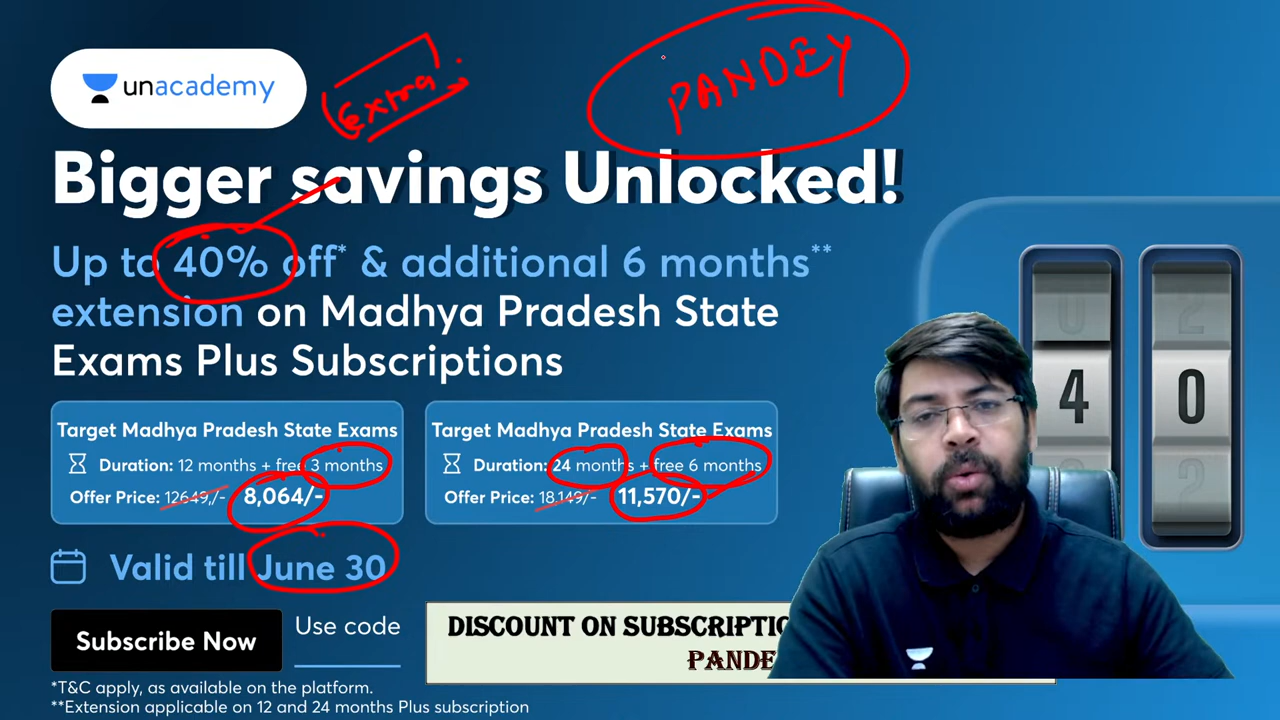 unacademy
Extra
PANDEY
Bigger savings Unlocked!
Up to 40% off* & additional 6 months**
extension on Madhya Pradesh State
Exams Plus Subscriptions
Target Madhya Pradesh State Exams
Duration: 12 months + free 3 months
Offer Price: 12649,/- 8,064/-
Target Madhya Pradesh State Exams
Duration: 24 months + free 6 months
Offer Price: 18,149/- 11,570/-
0 2
4 0
2
Valid till June 30
Subscribe Now
Use code
DISCOUNT ON SUBSCRIPTIO
PANDE
*T&C apply, as available on the platform.
**Extension applicable on 12 and 24 months Plus subscription